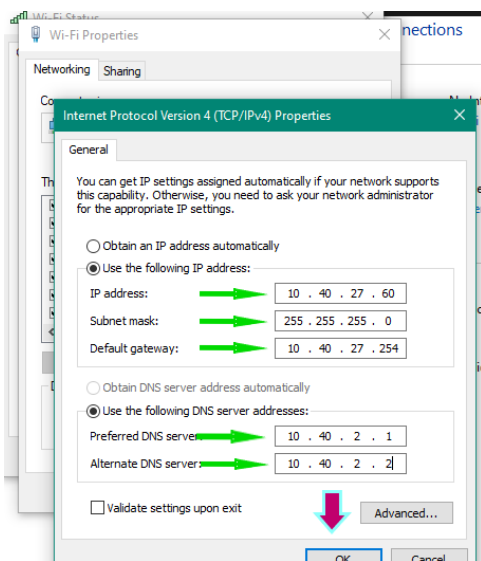 Wi-Fi Status
Wi-Fi Properties
nections
Networking
Sharing
Internet Protocol Version 4 (TCP/IPv4) Properties
General
You can get IP settings assigned automatically if your network supports
this capability. Otherwise, you need to ask your network administrator
for the appropriate IP settings.
Obtain an IP address automatically
Use the following IP address:
IP address: 10 . 40 . 27 . 60
Subnet mask: 255 . 255 . 255 . 0
Default gateway: 10 . 40 . 27 . 254
Obtain DNS server address automatically
Use the following DNS server addresses:
Preferred DNS server: 10 . 40 . 2 . 1
Alternate DNS server: 10 . 40 . 2 . 2
Validate settings upon exit
Advanced...
OK
Cancel